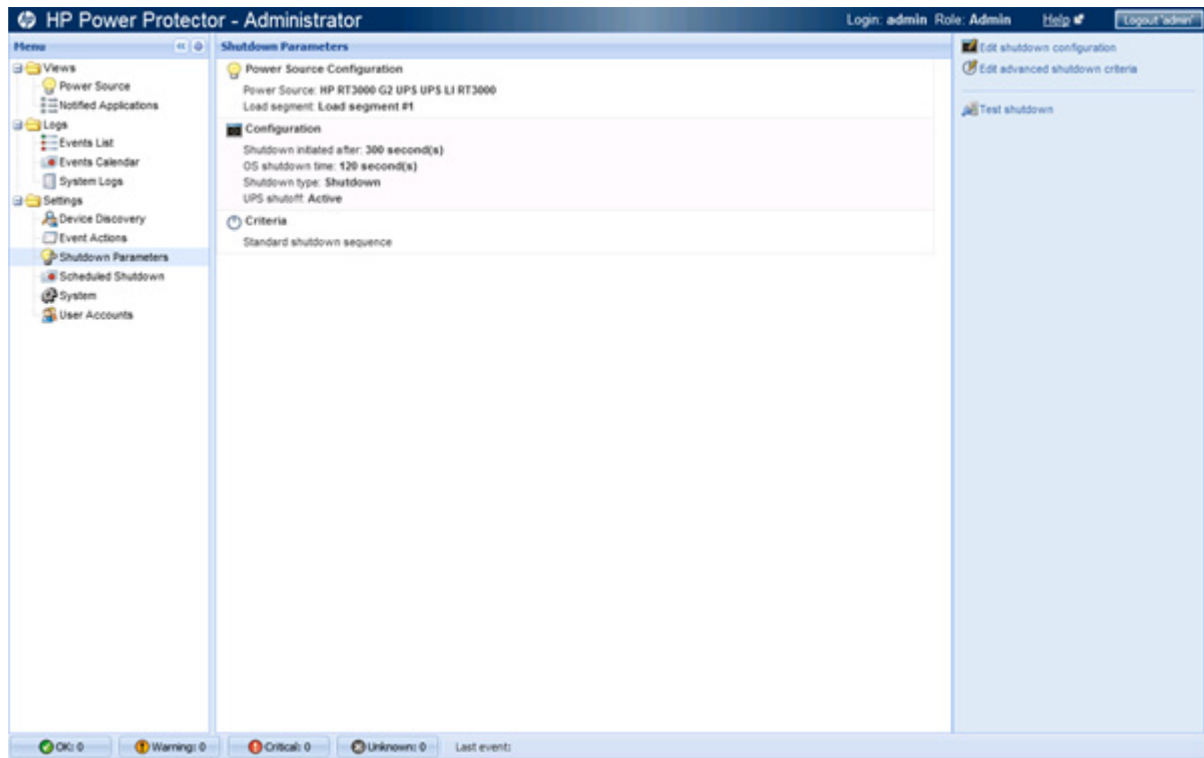 HP Power Protector - Administrator
Login: admin Role: Admin Help Logout 'admin'
Menu
Views
Power Source
Notified Applications
Logs
Events List
Events Calendar
System Logs
Settings
Device Discovery
Event Actions
Shutdown Parameters
Scheduled Shutdown
System
User Accounts
Shutdown Parameters
Power Source Configuration
Power Source: HP RT3000 G2 UPS UPS LI RT3000
Load segment: Load segment #1
Configuration
Shutdown initiated after: 300 second(s)
OS shutdown time: 120 second(s)
Shutdown type: Shutdown
UPS shutoff: Active
Criteria
Standard shutdown sequence
Edit shutdown configuration
Edit advanced shutdown criteria
Test shutdown
OK: 0 Warning: 0 Critical: 0 Unknown: 0 Last event: